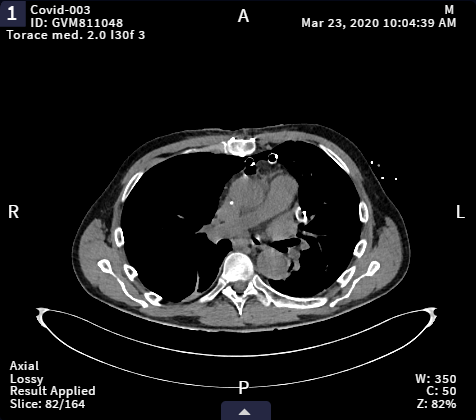 1
Covid-003
ID: GVM811048
Torace med. 2.0 I30f 3
A
M
Mar 23, 2020 10:04:39 AM
R
L
Axial
Lossy
Result Applied
Slice: 82/164
P
W: 350
C: 50
Z: 82%